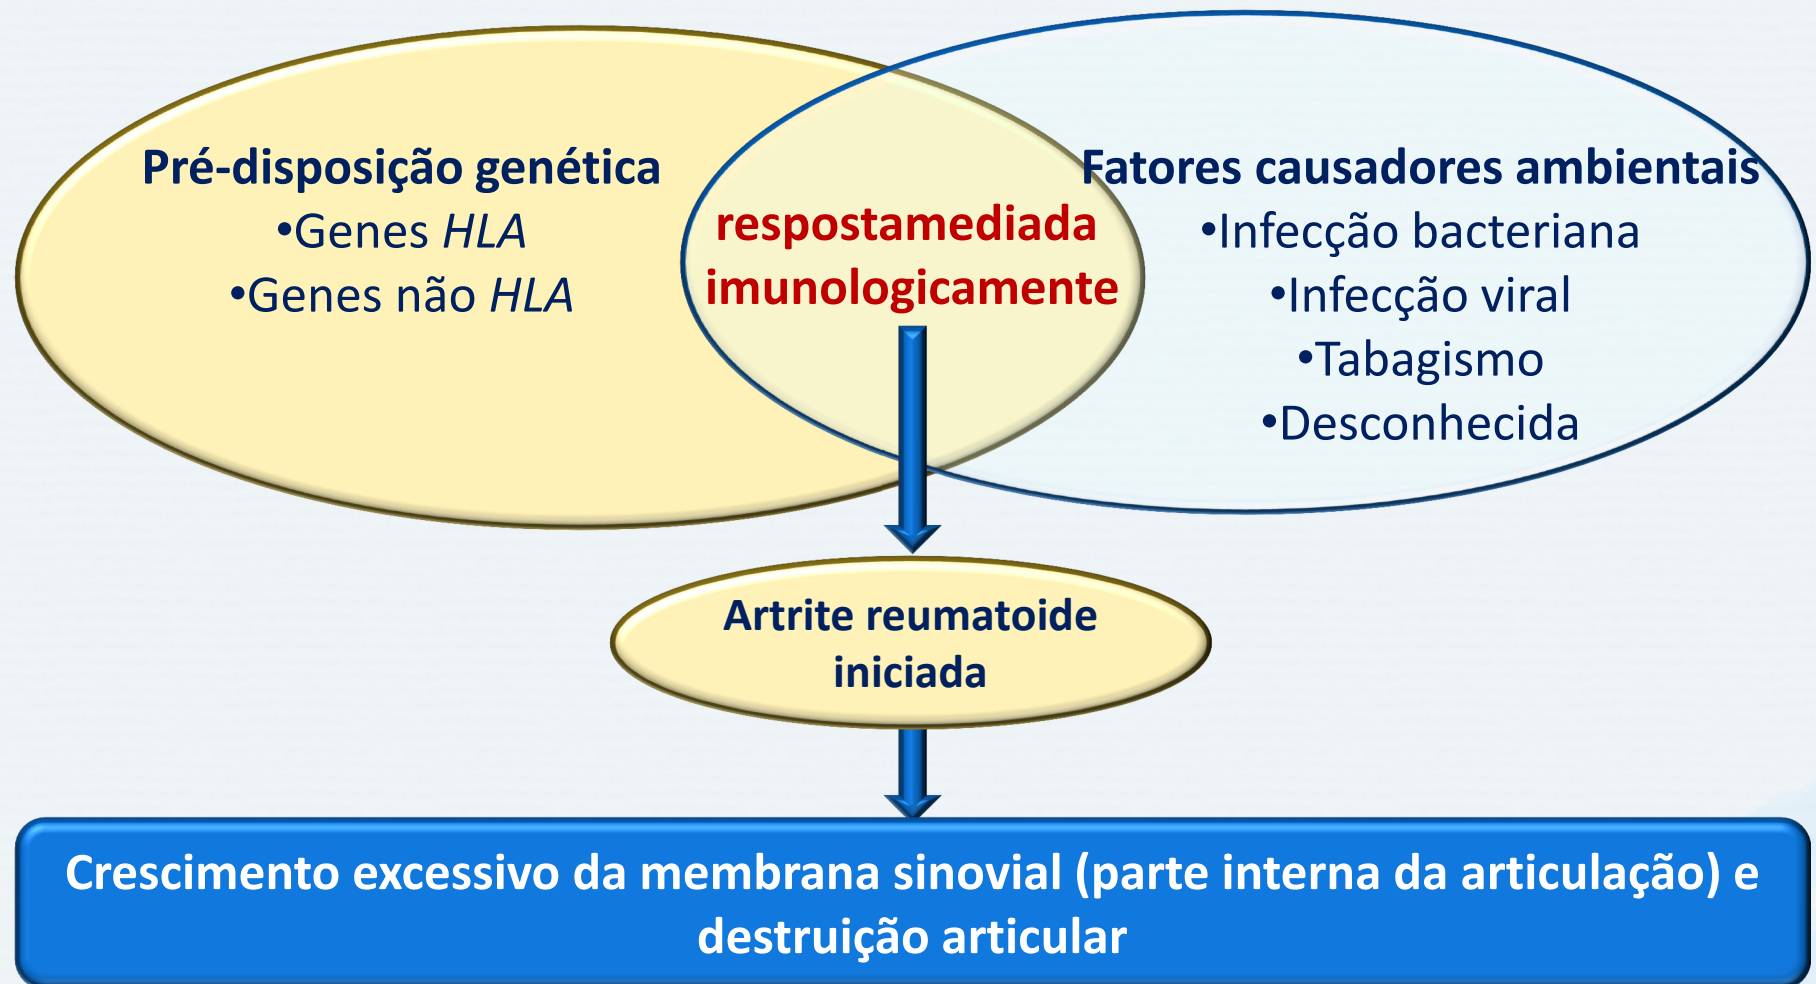 Pré-disposição genética
•Genes HLA
•Genes não HLA
respostamediada
imunologicamente
Fatores causadores ambientais
•Infecção bacteriana
•Infecção viral
•Tabagismo
•Desconhecida
Artrite reumatoide
iniciada
Crescimento excessivo da membrana sinovial (parte interna da articulação) e
destruição articular